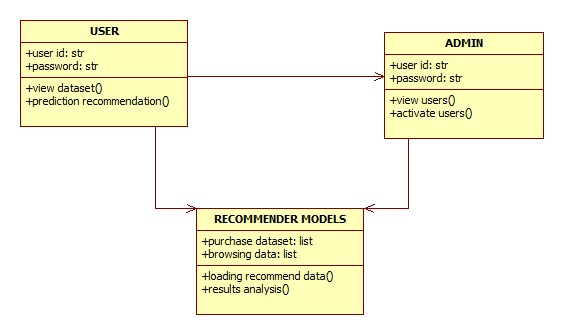 USER
+user id: str
+password: str
+view dataset()
+prediction recommendation()
ADMIN
+user id: str
+password: str
+view users()
+activate users()
RECOMMENDER MODELS
+purchase dataset: list
+browsing data: list
+loading recommend data()
+results analysis()